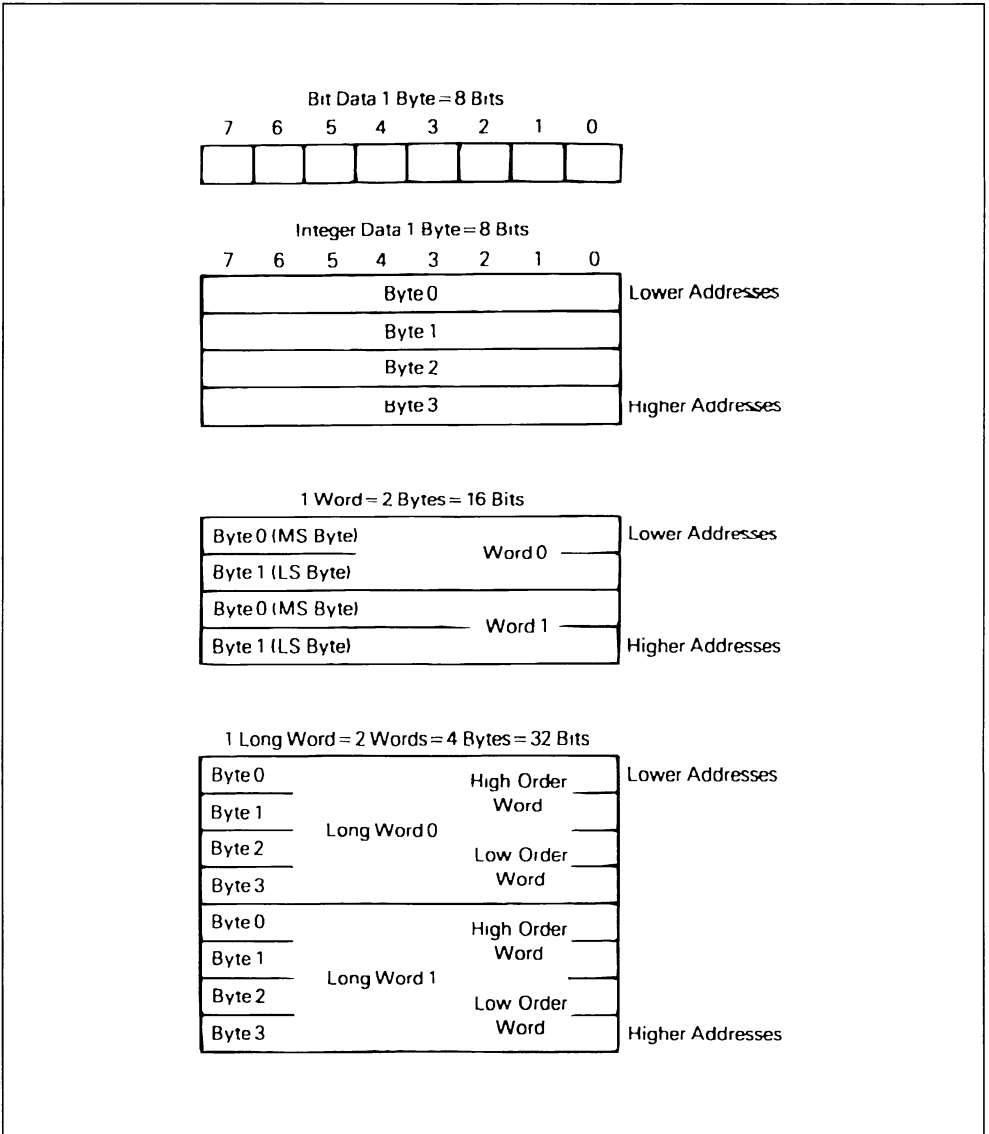 Bit Data 1 Byte = 8 Bits
7 6 5 4 3 2 1 0
Integer Data 1 Byte = 8 Bits
7 6 5 4 3 2 1 0
Byte 0 Lower Addresses
Byte 1
Byte 2
Byte 3 Higher Addresses
1 Word = 2 Bytes = 16 Bits
Byte 0 (MS Byte) Lower Addresses
Word 0
Byte 1 (LS Byte)
Byte 0 (MS Byte)
Word 1
Byte 1 (LS Byte) Higher Addresses
1 Long Word = 2 Words = 4 Bytes = 32 Bits
Byte 0 High Order Lower Addresses
Word
Byte 1
Long Word 0
Byte 2 Low Order
Word
Byte 3
Byte 0 High Order
Word
Byte 1
Long Word 1
Byte 2 Low Order
Word
Byte 3 Higher Addresses